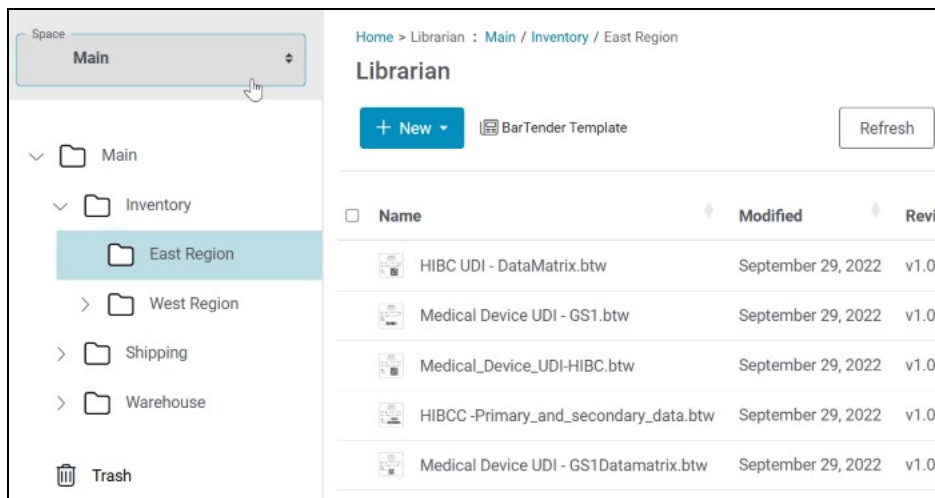 Space
Main
Main
Inventory
East Region
West Region
Shipping
Warehouse
Trash
Home > Librarian : Main / Inventory / East Region
Librarian
+ New
BarTender Template
Refresh
Name Modified Revi
HIBC UDI - DataMatrix.btw September 29, 2022 v1.0
Medical Device UDI - GS1.btw September 29, 2022 v1.0
Medical_Device_UDI-HIBC.btw September 29, 2022 v1.0
HIBCC -Primary_and_secondary_data.btw September 29, 2022 v1.0
Medical Device UDI - GS1Datamatrix.btw September 29, 2022 v1.0